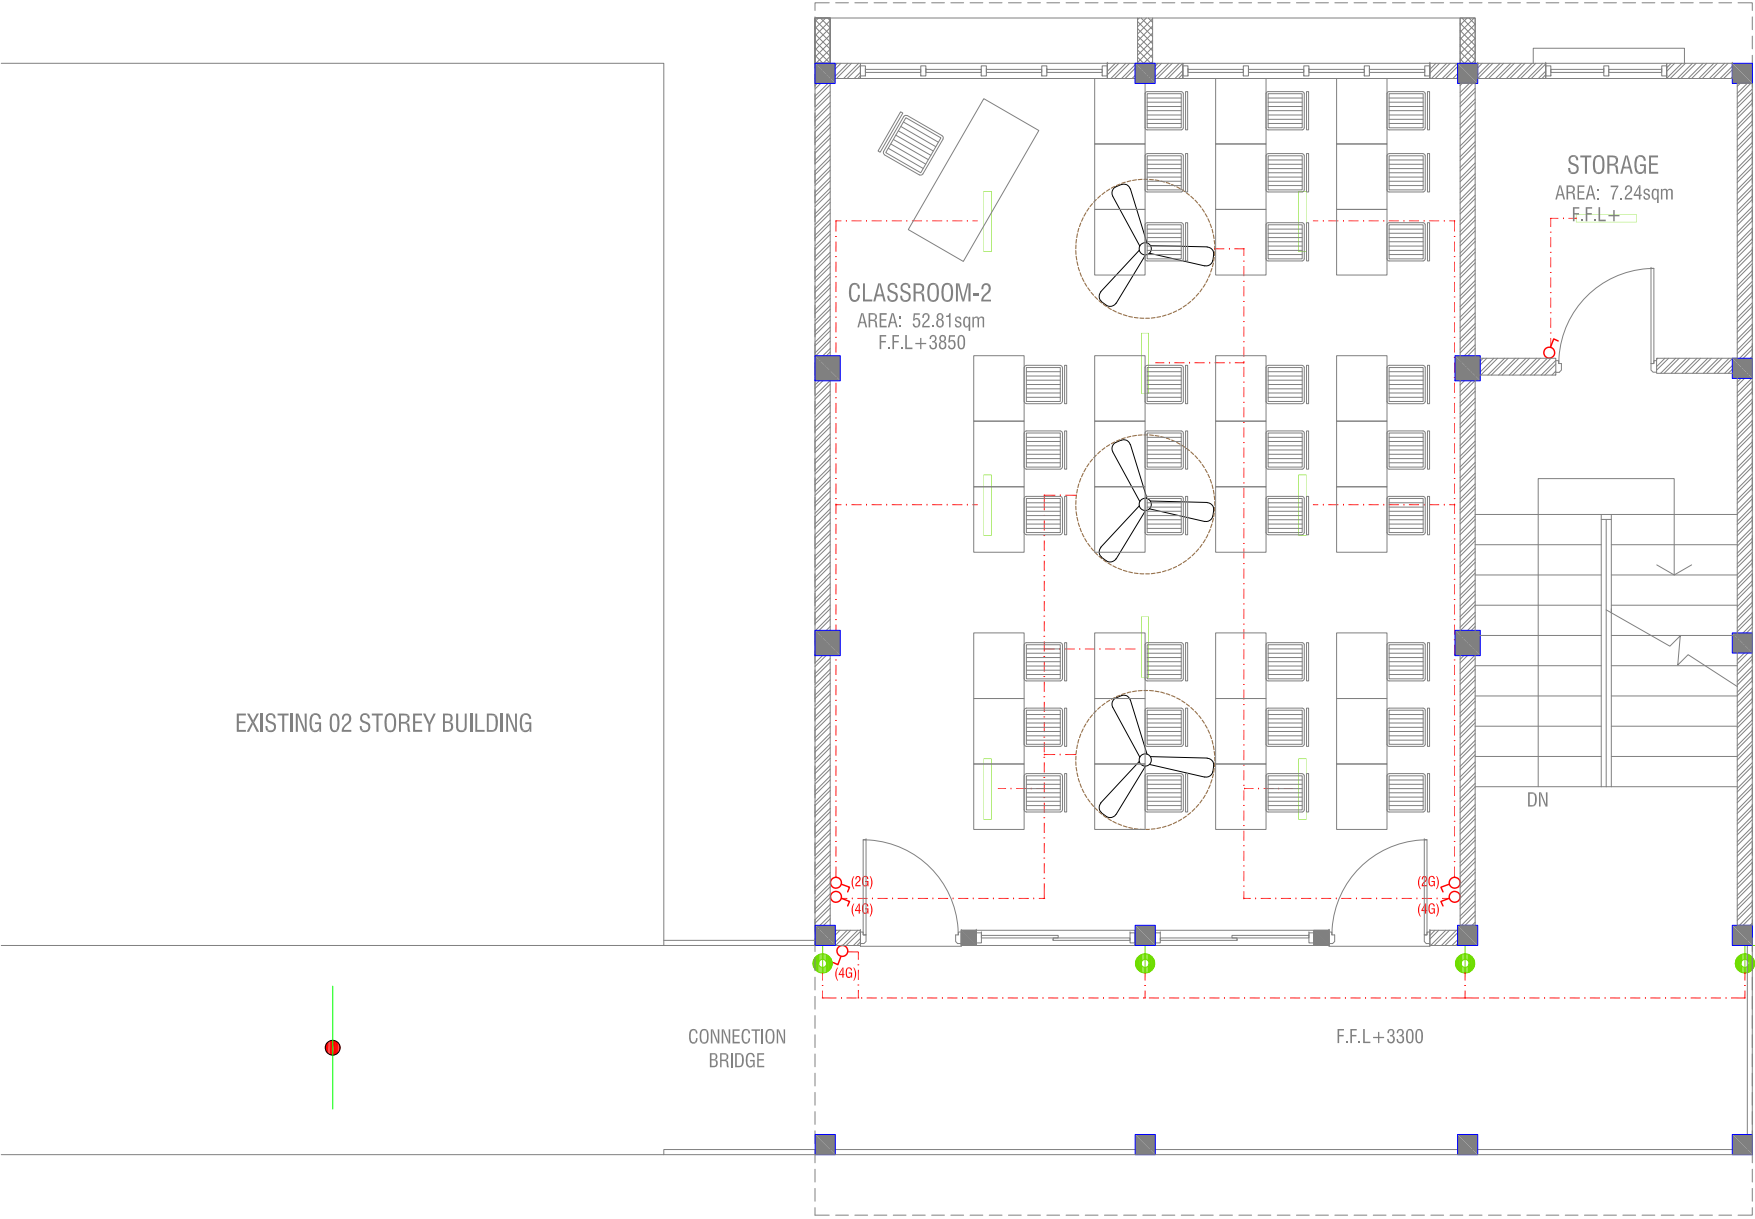 STORAGE
AREA: 7.24sqm
F.F.L+
CLASSROOM-2
AREA: 52.81sqm
F.F.L+3850
EXISTING 02 STOREY BUILDING
DN
(2G)
(4G)
(2G)
(4G)
(4G)
CONNECTION
BRIDGE
F.F.L+3300